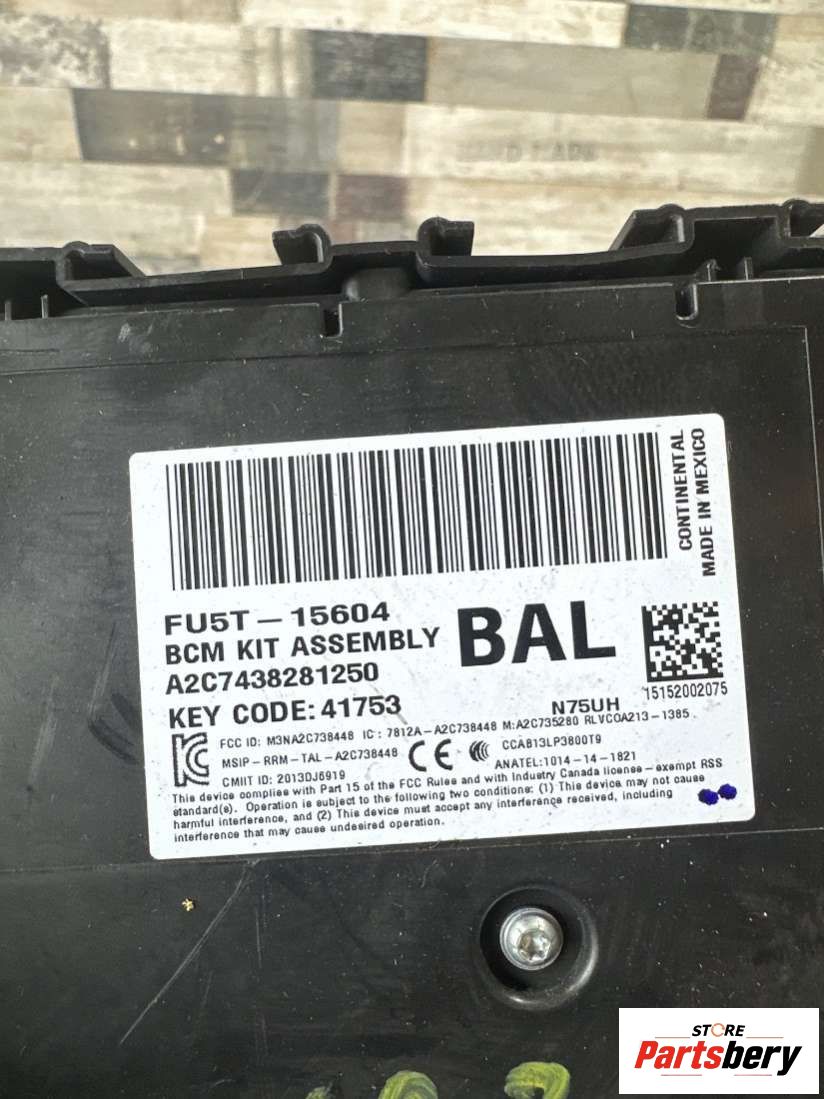 CONTINENTAL
MADE IN MEXICO
FU5T-15604
BCM KIT ASSEMBLY
BAL
A2C7438281250
KEY CODE: 41753
N75UH
15152002075
FCC ID: M3NA2C738448 IC: 7812A-A2C738448 M:A2C735280 RLVCOA213-1385
MSIP-RRM-TAL-A2C738448
CE
CCAB13LP3800T9
CMIIT ID: 2013DJ6919
ANATEL:1014-14-1821
This device complies with Part 15 of the FCC Rules and with Industry Canada license-exempt RSS
standard(s). Operation is subject to the following two conditions: (1) This device may not cause
harmful interference, and (2) This device must accept any interference received, including
interference that may cause undesired operation.
STORE
Partsbery